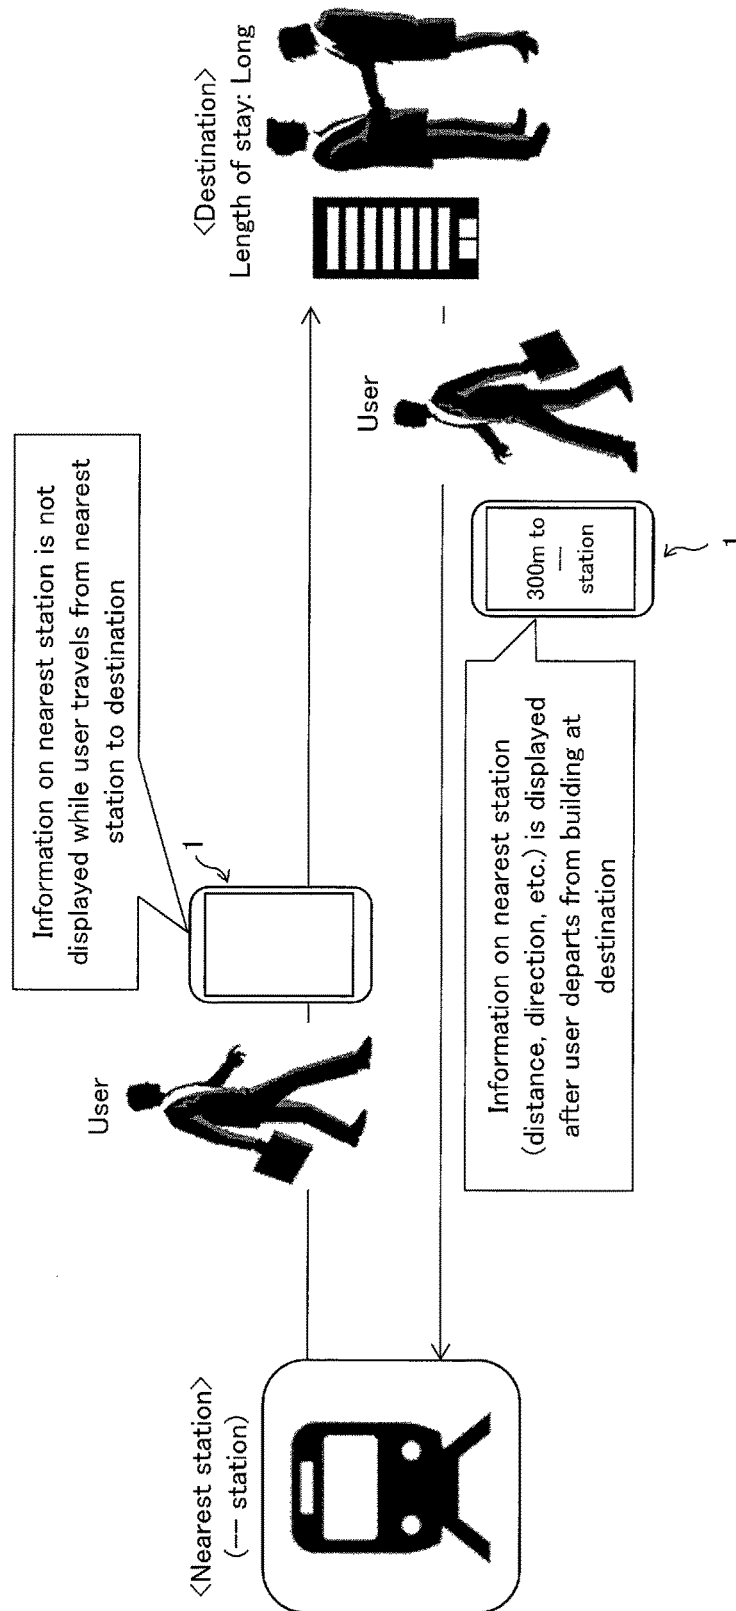 Information on nearest station is not
displayed while user travels from nearest
station to destination
<Nearest station>
(--- station)
User
1
<Destination>
Length of stay: Long
User
300m to
---
station
1
Information on nearest station
(distance, direction, etc.) is displayed
after user departs from building at
destination